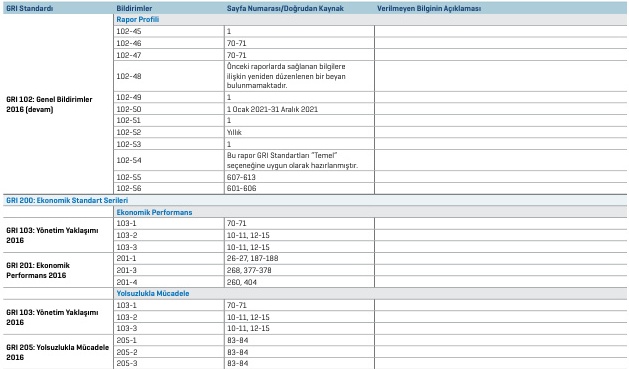 GRI Standardı Bildirimler Sayfa Numarası/Doğrudan Kaynak Verilmeyen Bilginin Açıklaması
Rapor Profili
102-45 1
102-46 70-71
102-47 70-71
Önceki raporlarda sağlanan bilgilere
102-48 ilişkin yeniden düzenlenen bir beyan
bulunmamaktadır.
GRI 102: Genel Bildirimler
2016 (devam)
102-49 1
102-50 1 Ocak 2021-31 Aralık 2021
102-51 1
102-52 Yıllık
102-53 1
102-54 Bu rapor GRI Standartları "Temel"
seçeneğine uygun olarak hazırlanmıştır.
102-55 607-613
102-56 601-606
GRI 200: Ekonomik Standart Serileri
Ekonomik Performans
GRI 103: Yönetim Yaklaşımı
2016
103-1 70-71
103-2 10-11, 12-15
103-3 10-11, 12-15
GRI 201: Ekonomik
Performans 2016
201-1 26-27, 187-188
201-3 268, 377-378
201-4 260, 404
Yolsuzlukla Mücadele
GRI 103: Yönetim Yaklaşımı
2016
103-1 70-71
103-2 10-11, 12-15
103-3 10-11, 12-15
GRI 205: Yolsuzlukla Mücadele
2016
205-1 83-84
205-2 83-84
205-3 83-84